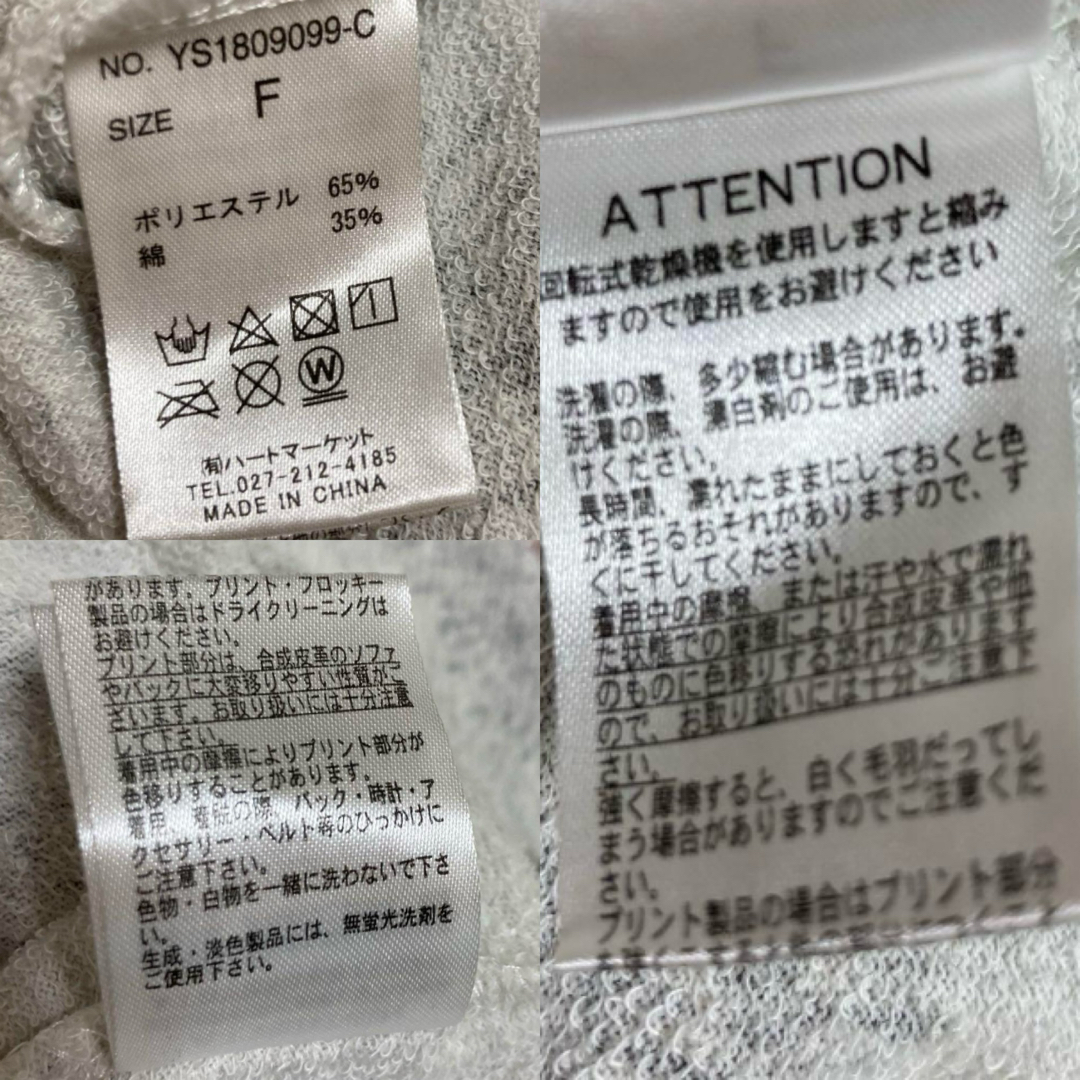 NO. YS1809099-C
SIZE F
ポリエステル 65%
綿 35%
W
㈲ハートマーケット
TEL.027-212-4185
MADE IN CHINA
ATTENTION
回転式乾燥機を使用しますと縮み
ますので使用をお避けください
洗濯の際、多少縮む場合があります。
洗濯の際、漂白剤のご使用は、お避
けください。
長時間、濡れたままにしておくと色
が落ちるおそれがありますので、す
ぐに干してください。
着用中の摩擦、または汗や水で濡れ
た状態での摩擦により合成皮革や他
のものに色移りする恐れがあります
ので、お取り扱いには十分ご注意下
さい。
強く摩擦すると、白く毛羽だってし
まう場合がありますのでご注意くだ
さい。
プリント製品の場合はプリント部分
があります。プリント・フロッキー
製品の場合はドライクリーニングは
お避けください。
プリント部分は、合成皮革のソファ
やバックに大変移りやすい性質がご
ざいます。お取り扱いには十分注意
して下さい。
着用中の摩擦によりプリント部分が
色移りすることがあります。
着用、着脱の際、バック・時計・ア
クセサリー・ベルト等のひっかけに
ご注意下さい。
色物・白物を一緒に洗わないで下さ
い。
生成・淡色製品には、無蛍光洗剤を
ご使用下さい。